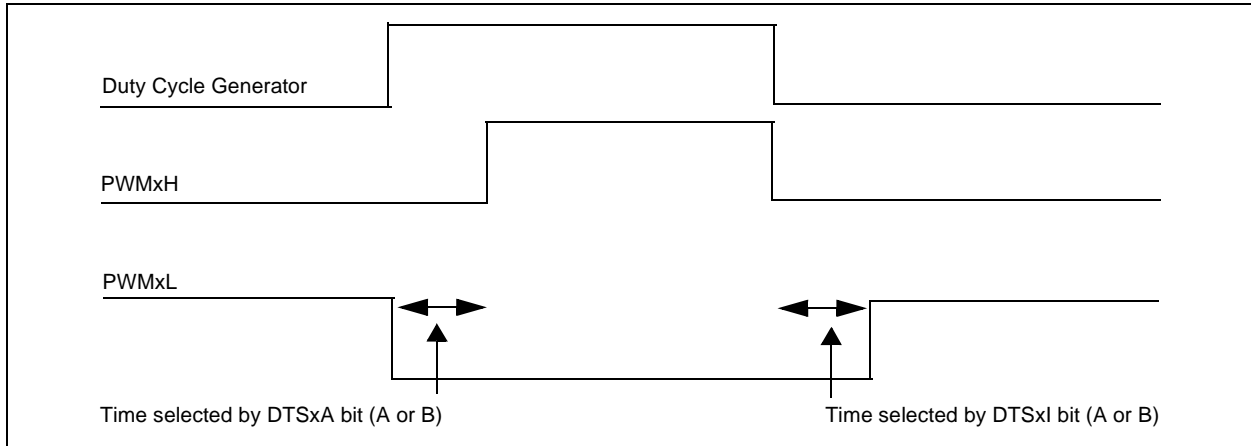 Duty Cycle Generator
PWMxH
PWMxL
Time selected by DTSxA bit (A or B)
Time selected by DTSxI bit (A or B)